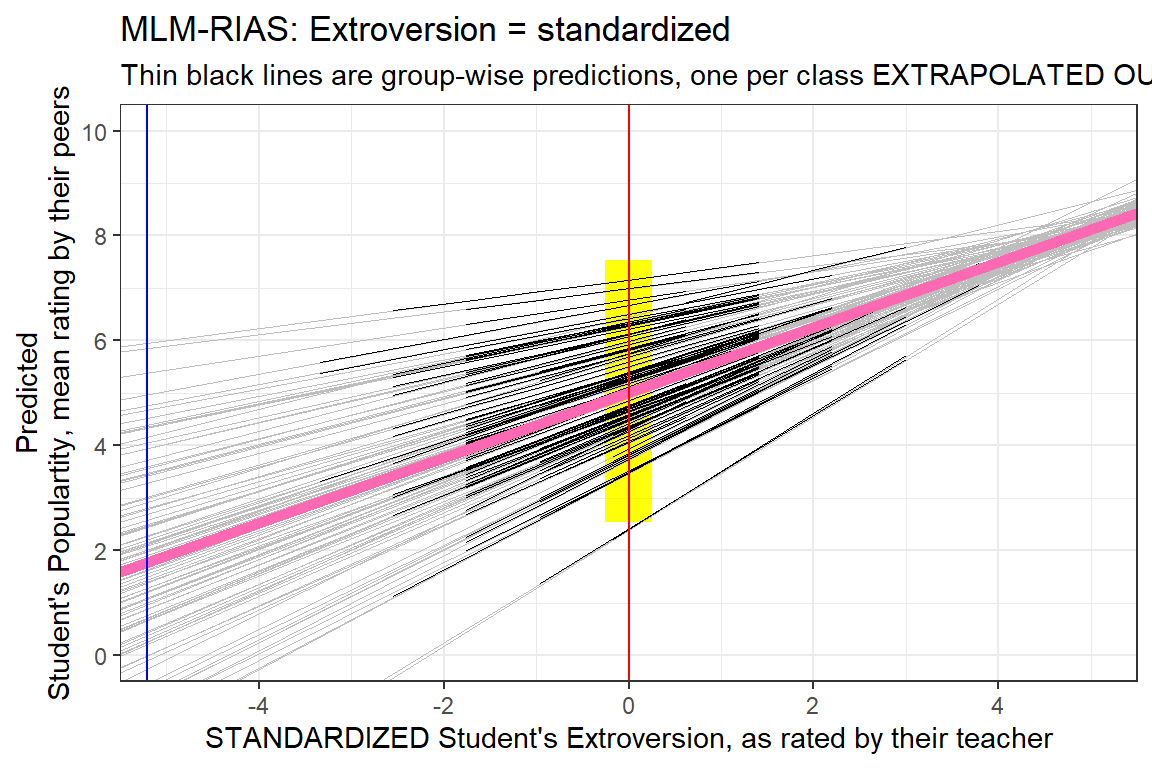 MLM-RIAS: Extroversion = standardized
Thin black lines are group-wise predictions, one per class EXTRAPOLATED OU
Predicted
Student's Populartity, mean rating by their peers
10
8
6
4
2
0
-4
-2
0
2
4
STANDARDIZED Student's Extroversion, as rated by their teacher